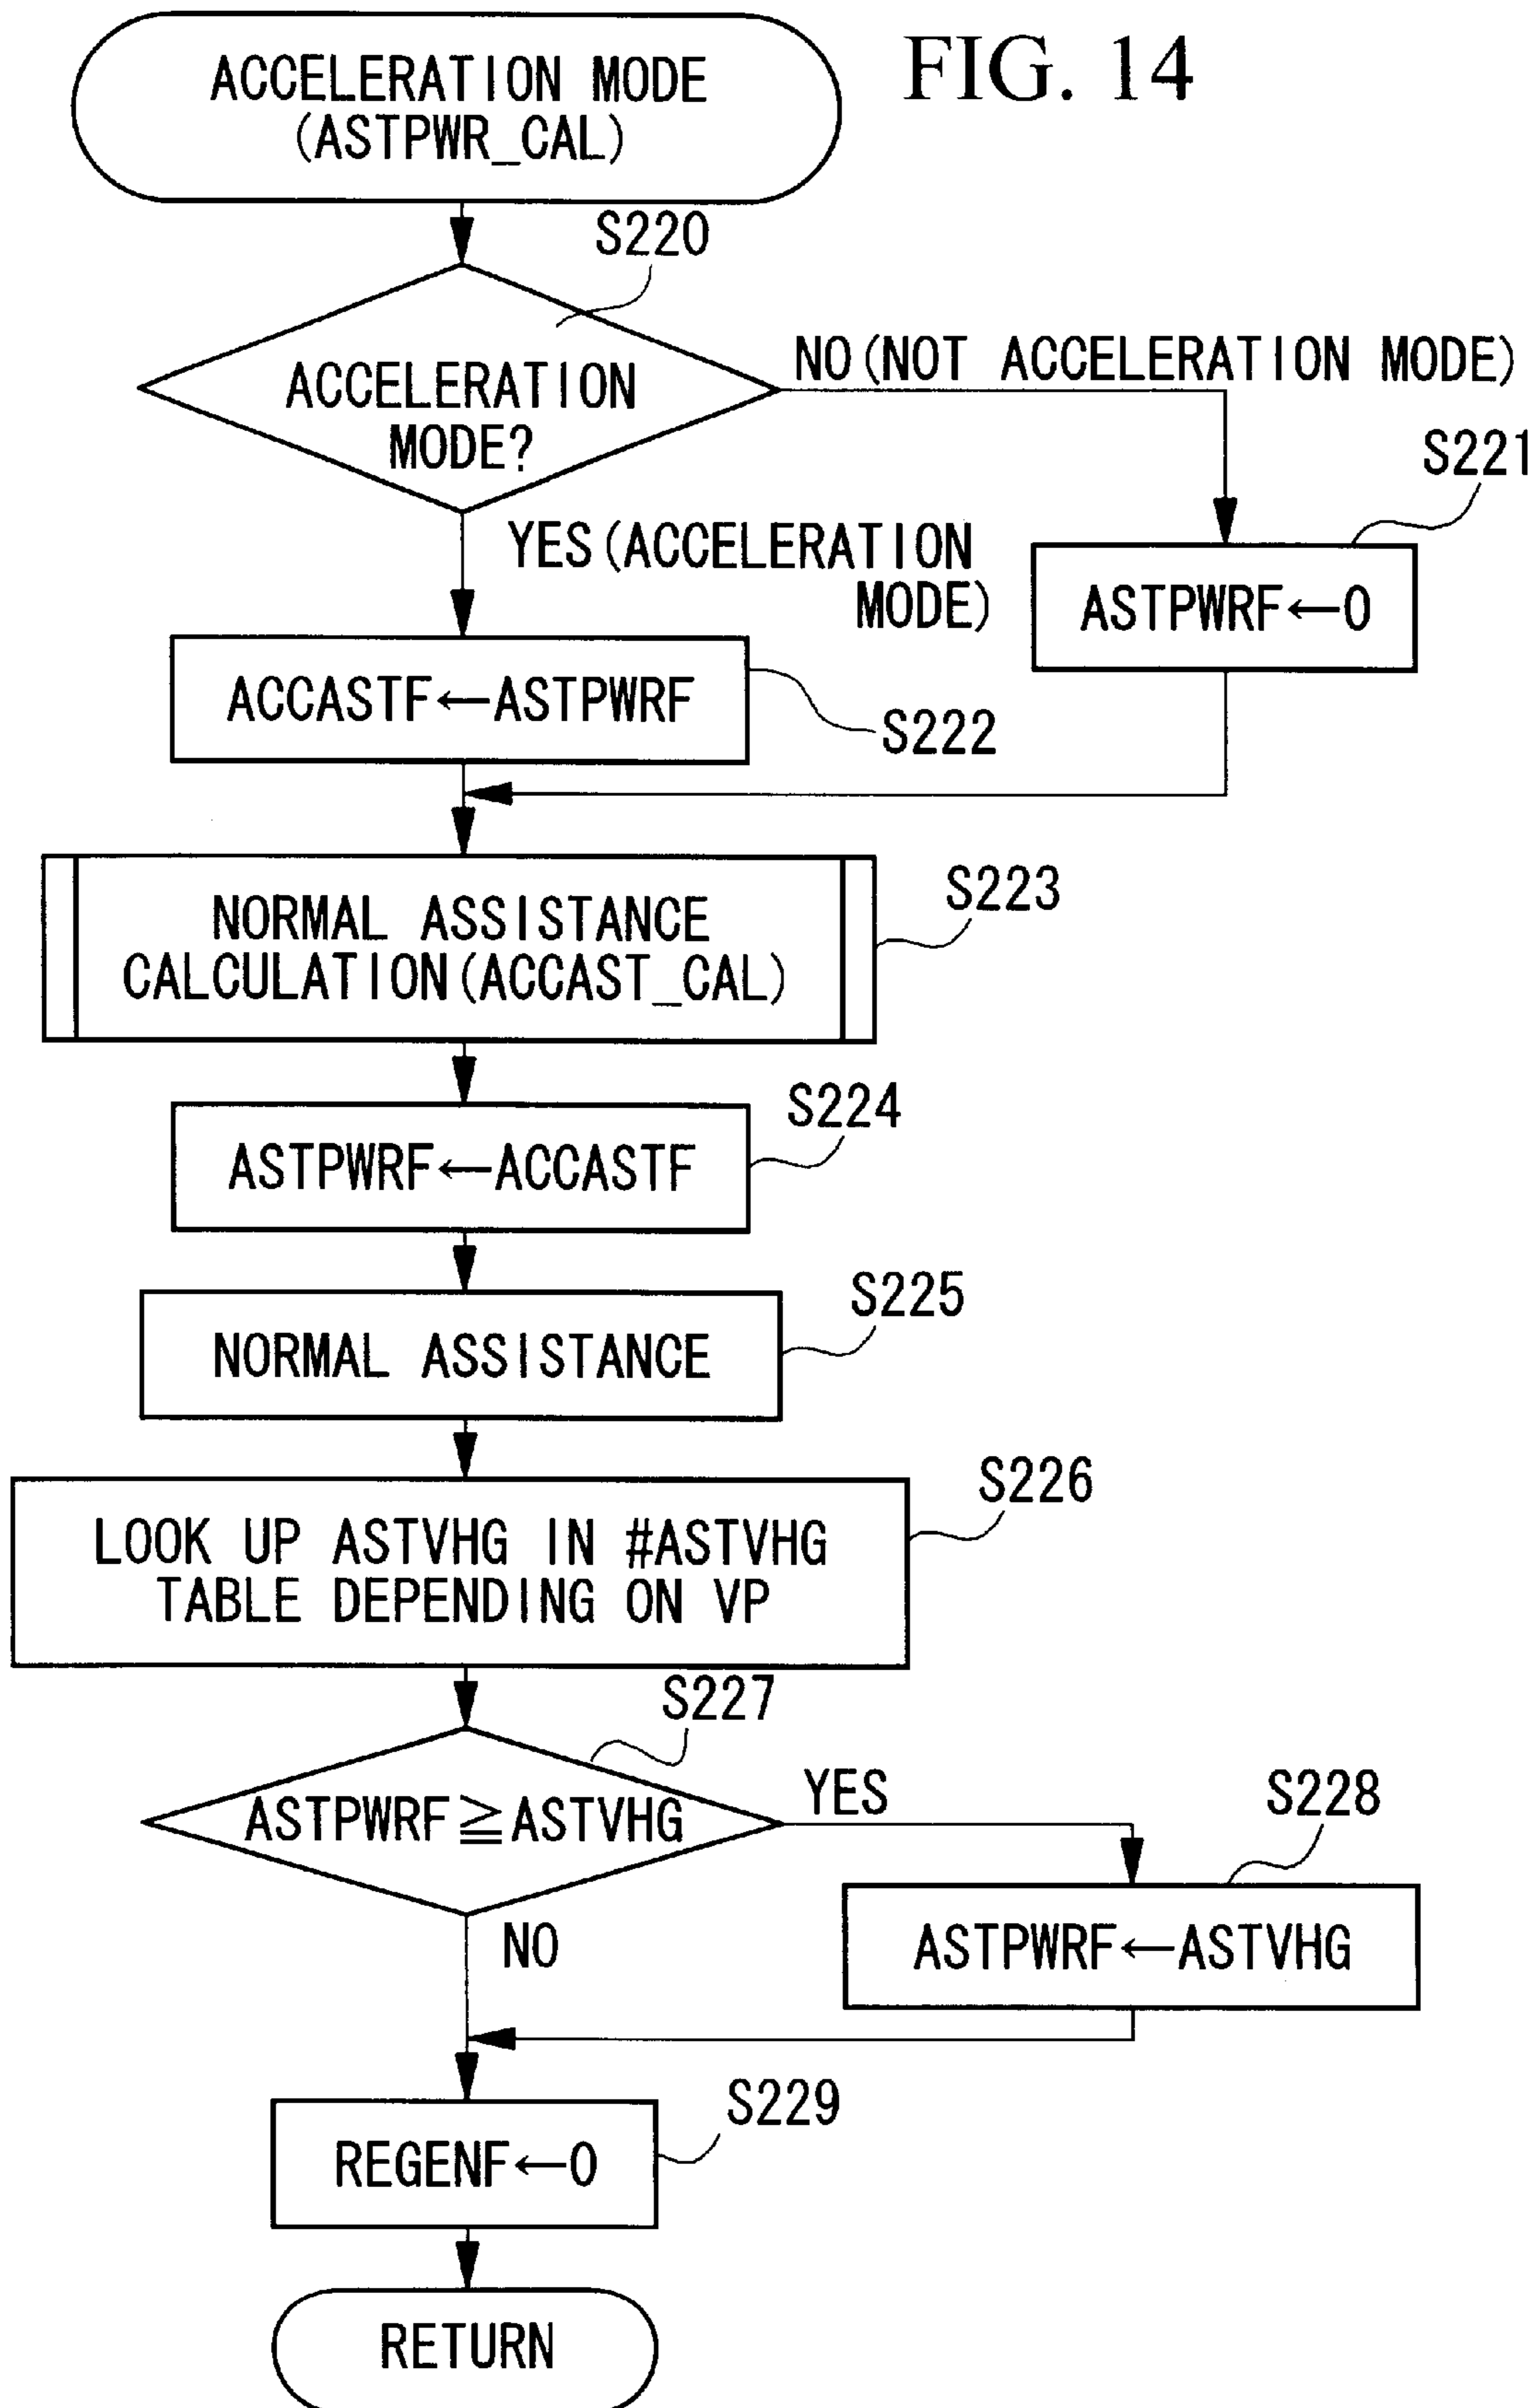 FIG. 14
ACCELERATION MODE
(ASTPWR_CAL)
S220
ACCELERATION
MODE?
NO(NOT ACCELERATION MODE)
S221
YES(ACCELERATION
MODE)
ASTPWRF←0
ACCASTF←ASTPWRF
S222
NORMAL ASSISTANCE
CALCULATION(ACCAST_CAL)
S223
S224
ASTPWRF←ACCASTF
S225
NORMAL ASSISTANCE
S226
LOOK UP ASTVHG IN #ASTVHG
TABLE DEPENDING ON VP
S227
ASTPWRF≧ASTVHG
YES
S228
NO
ASTPWRF←ASTVHG
S229
REGENF←0
RETURN